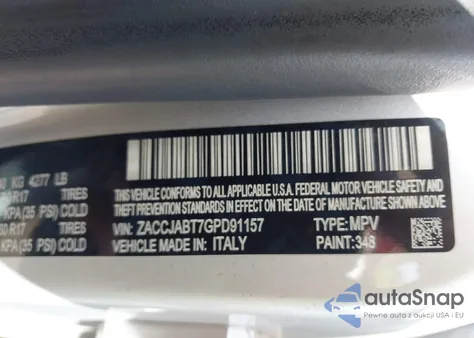 KG 4277 LB
R17 TIRES
KPA (35 PSI) COLD
R17 TIRES
KPA (35 PSI) COLD
THIS VEHICLE CONFORMS TO ALL APPLICABLE U.S.A. FEDERAL MOTOR VEHICLE SAFETY
AND THEFT PREVENTION STANDARDS IN EFFECT ON THE DATE OF MANUFACTURE SHOWN ABOVE.
VIN: ZACCJABT7GPD91157 TYPE: MPV
VEHICLE MADE IN: ITALY PAINT: 348
autoSnap
Pewne auta z aukcji USA i EU